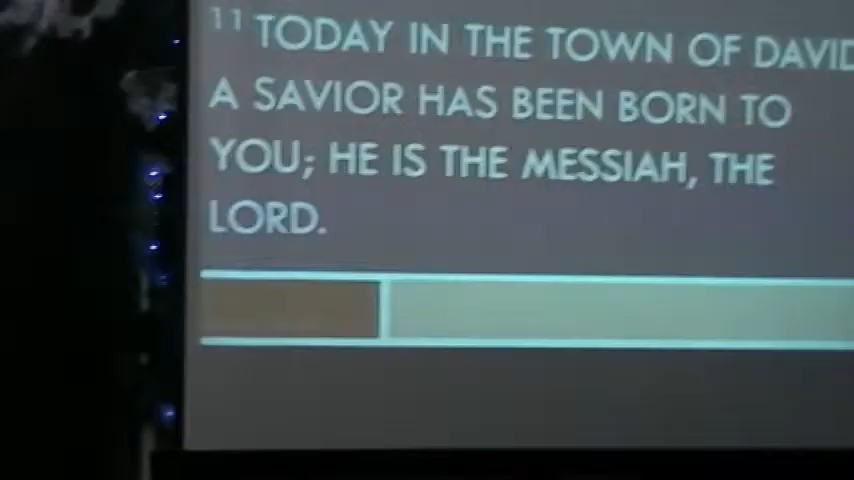 11 TODAY IN THE TOWN OF DAVID
A SAVIOR HAS BEEN BORN TO
YOU; HE IS THE MESSIAH, THE
LORD.